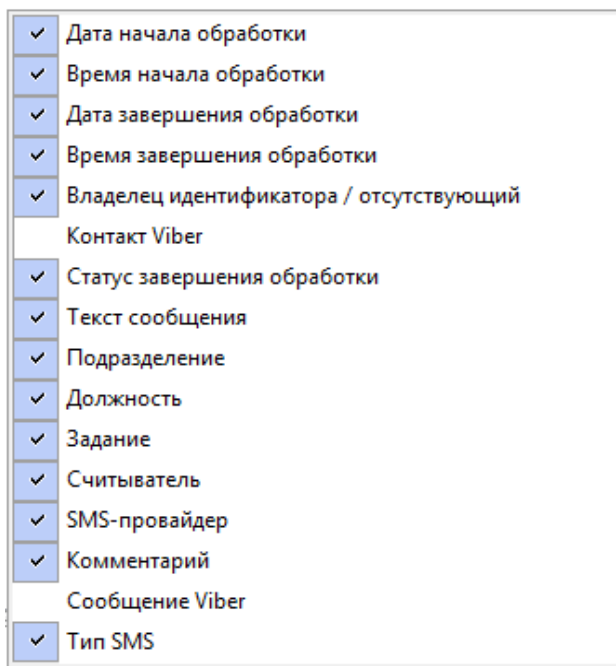 Дата начала обработки
Время начала обработки
Дата завершения обработки
Время завершения обработки
Владелец идентификатора / отсутствующий
Контакт Viber
Статус завершения обработки
Текст сообщения
Подразделение
Должность
Задание
Считыватель
SMS-провайдер
Комментарий
Сообщение Viber
Тип SMS